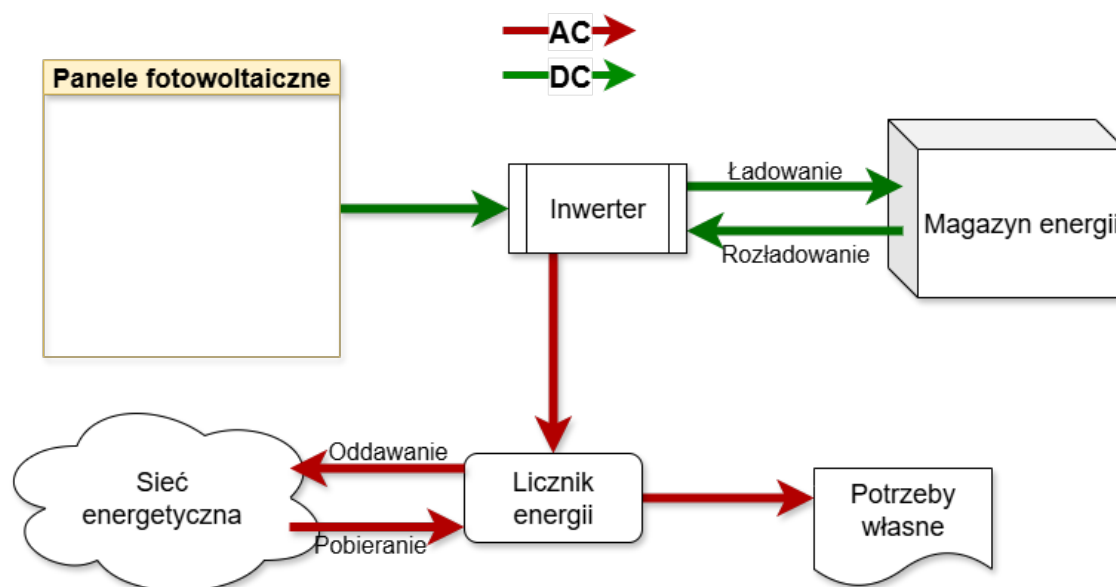 AC
DC
Panele fotowoltaiczne
Inwerter
Ładowanie
Rozładowanie
Magazyn energii
Sieć
energetyczna
Oddawanie
Pobieranie
Licznik
energii
Potrzeby
własne